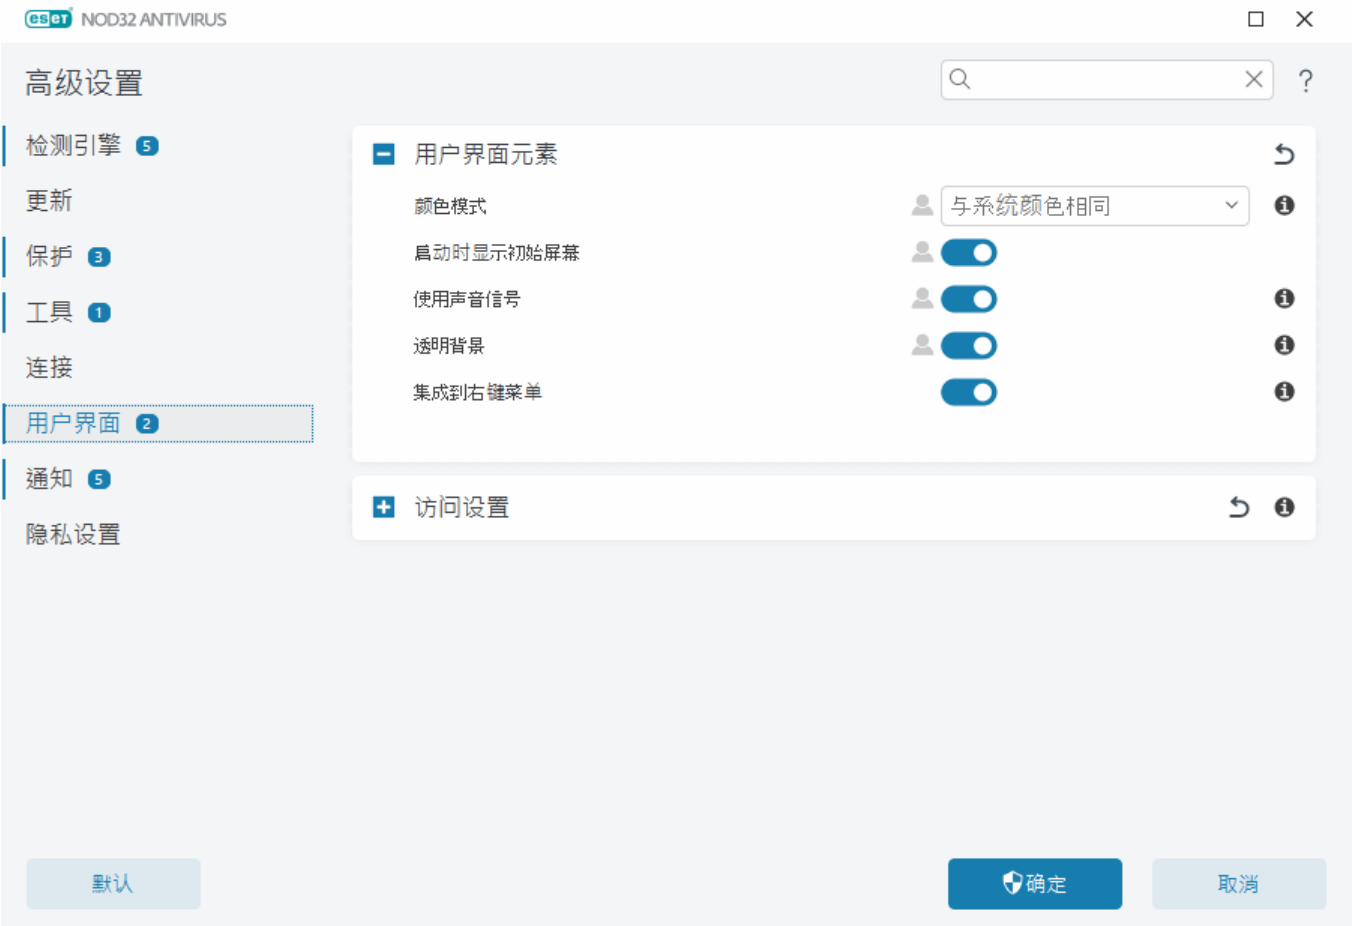 eset NOD32 ANTIVIRUS
高级设置
?
检测引擎 5
更新
保护 3
工具 1
连接
用户界面 2
通知 5
隐私设置
用户界面元素
颜色模式 与系统颜色相同
启动时显示初始屏幕
使用声音信号
透明背景
集成到右键菜单
访问设置
默认
确定
取消